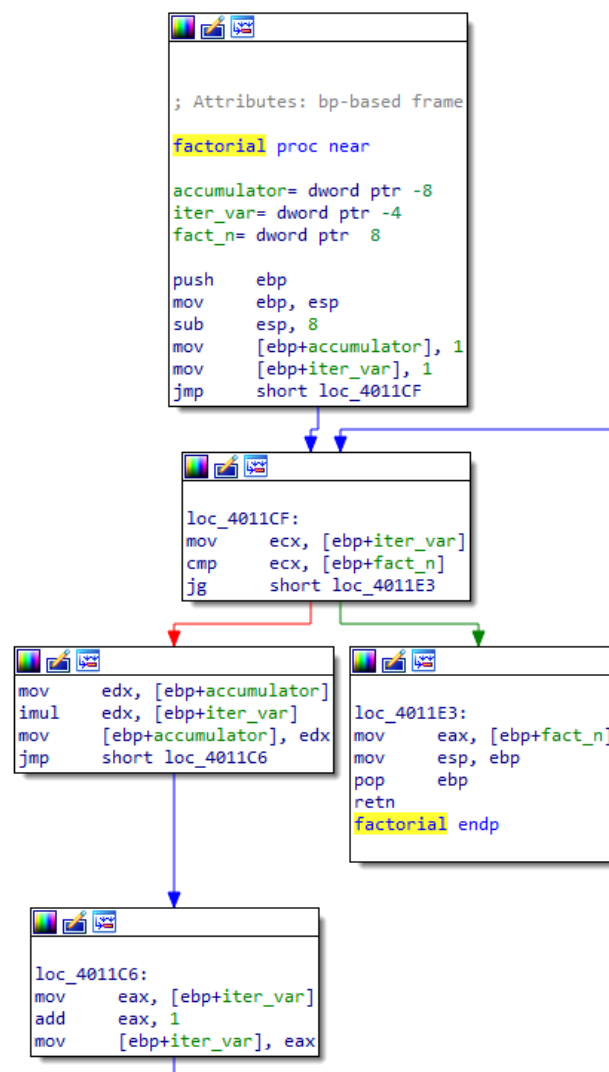 ; Attributes: bp-based frame
factorial proc near
accumulator= dword ptr -8
iter_var= dword ptr -4
fact_n= dword ptr  8
push    ebp
mov     ebp, esp
sub     esp, 8
mov     [ebp+accumulator], 1
mov     [ebp+iter_var], 1
jmp     short loc_4011CF
loc_4011CF:
mov     ecx, [ebp+iter_var]
cmp     ecx, [ebp+fact_n]
jg      short loc_4011E3
mov     edx, [ebp+accumulator]
imul    edx, [ebp+iter_var]
mov     [ebp+accumulator], edx
jmp     short loc_4011C6
loc_4011E3:
mov     eax, [ebp+fact_n]
mov     esp, ebp
pop     ebp
retn
factorial endp
loc_4011C6:
mov     eax, [ebp+iter_var]
add     eax, 1
mov     [ebp+iter_var], eax